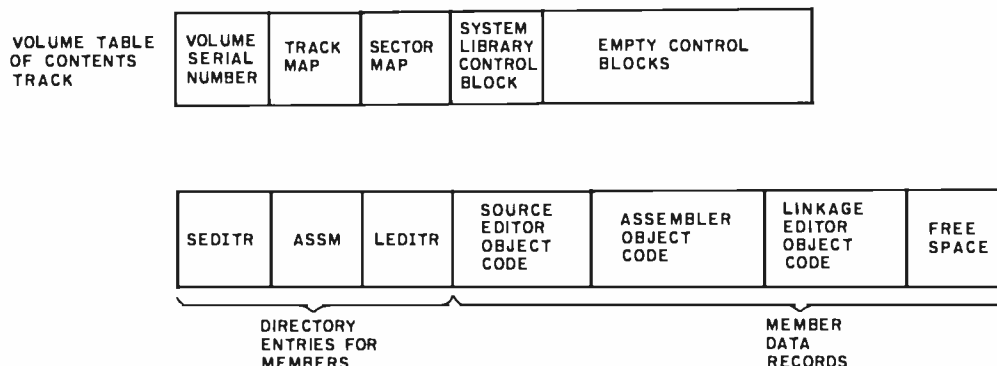 VOLUME TABLE
OF CONTENTS
TRACK
VOLUME
SERIAL
NUMBER
TRACK
MAP
SECTOR
MAP
SYSTEM
LIBRARY
CONTROL
BLOCK
EMPTY CONTROL
BLOCKS
SEDITR
ASSM
LEDITR
SOURCE
EDITOR
OBJECT
CODE
ASSEMBLER
OBJECT
CODE
LINKAGE
EDITOR
OBJECT
CODE
FREE
SPACE
DIRECTORY
ENTRIES FOR
MEMBERS
MEMBER
DATA
RECORDS